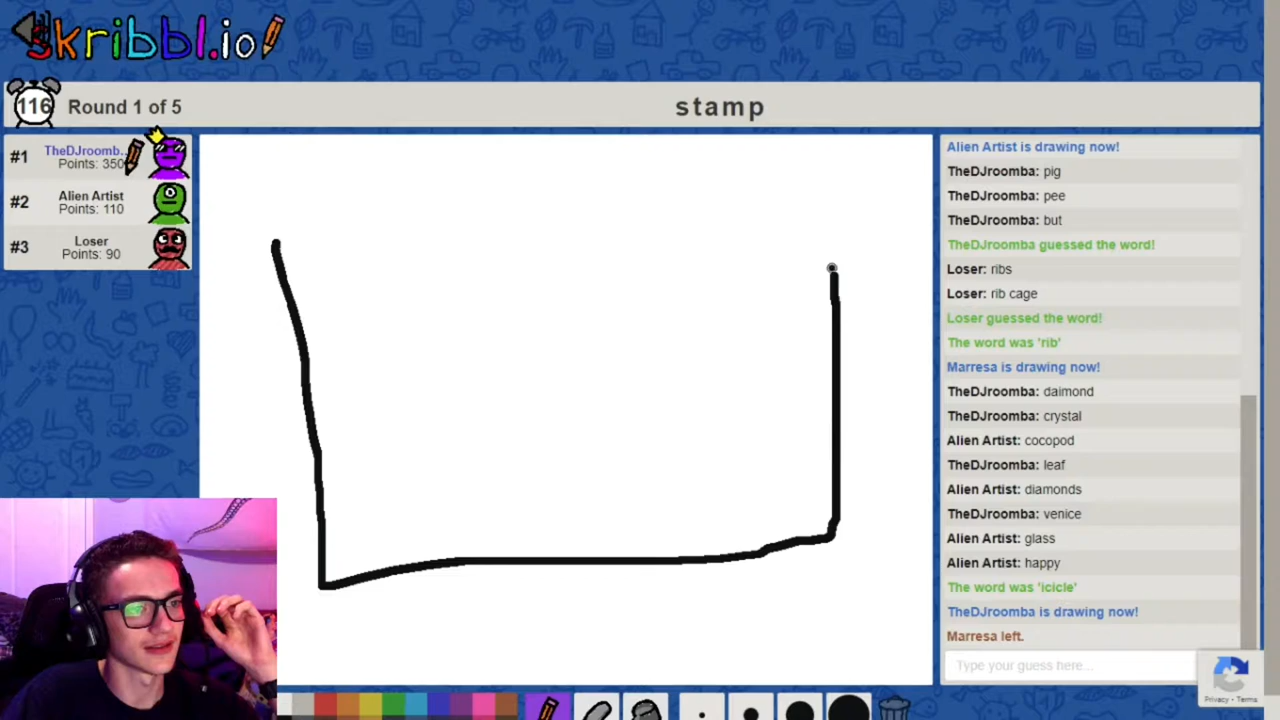 skribbl.io
116
Round 1 of 5
stamp
#1
TheDJroomb..
Points: 350
#2
Alien Artist
Points: 110
#3
Loser
Points: 90
Alien Artist is drawing now!
TheDJroomba: pig
TheDJroomba: pee
TheDJroomba: but
TheDJroomba guessed the word!
Loser: ribs
Loser: rib cage
Loser guessed the word!
The word was 'rib'
Marresa is drawing now!
TheDJroomba: daimond
TheDJroomba: crystal
Alien Artist: cocopod
TheDJroomba: leaf
Alien Artist: diamonds
TheDJroomba: venice
Alien Artist: glass
Alien Artist: happy
The word was 'icicle'
TheDJroomba is drawing now!
Marresa left.
Type your guess here...
Privacy - Terms